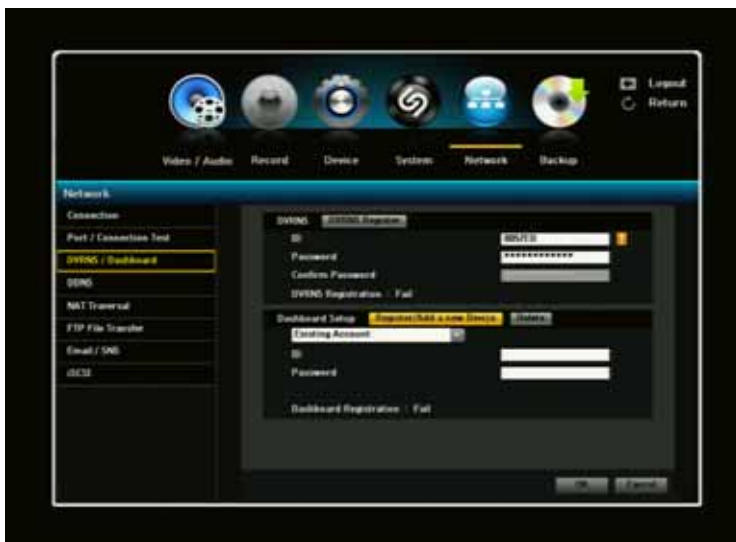 Logout
Return
Video / Audio Record Device System Network Backup
Network
Connection
Port / Connection Test
DVRNS / Dashboard
DDNS
NAT Traversal
FTP File Transfer
Email / SNS
iSCSI
DVRNS DVRNS Register
ID
Password ************
Confirm Password
DVRNS Registration : Fail
Dashboard Setup Register/Add a new Device Delete
Existing Account
ID
Password
Dashboard Registration : Fail
OK Cancel